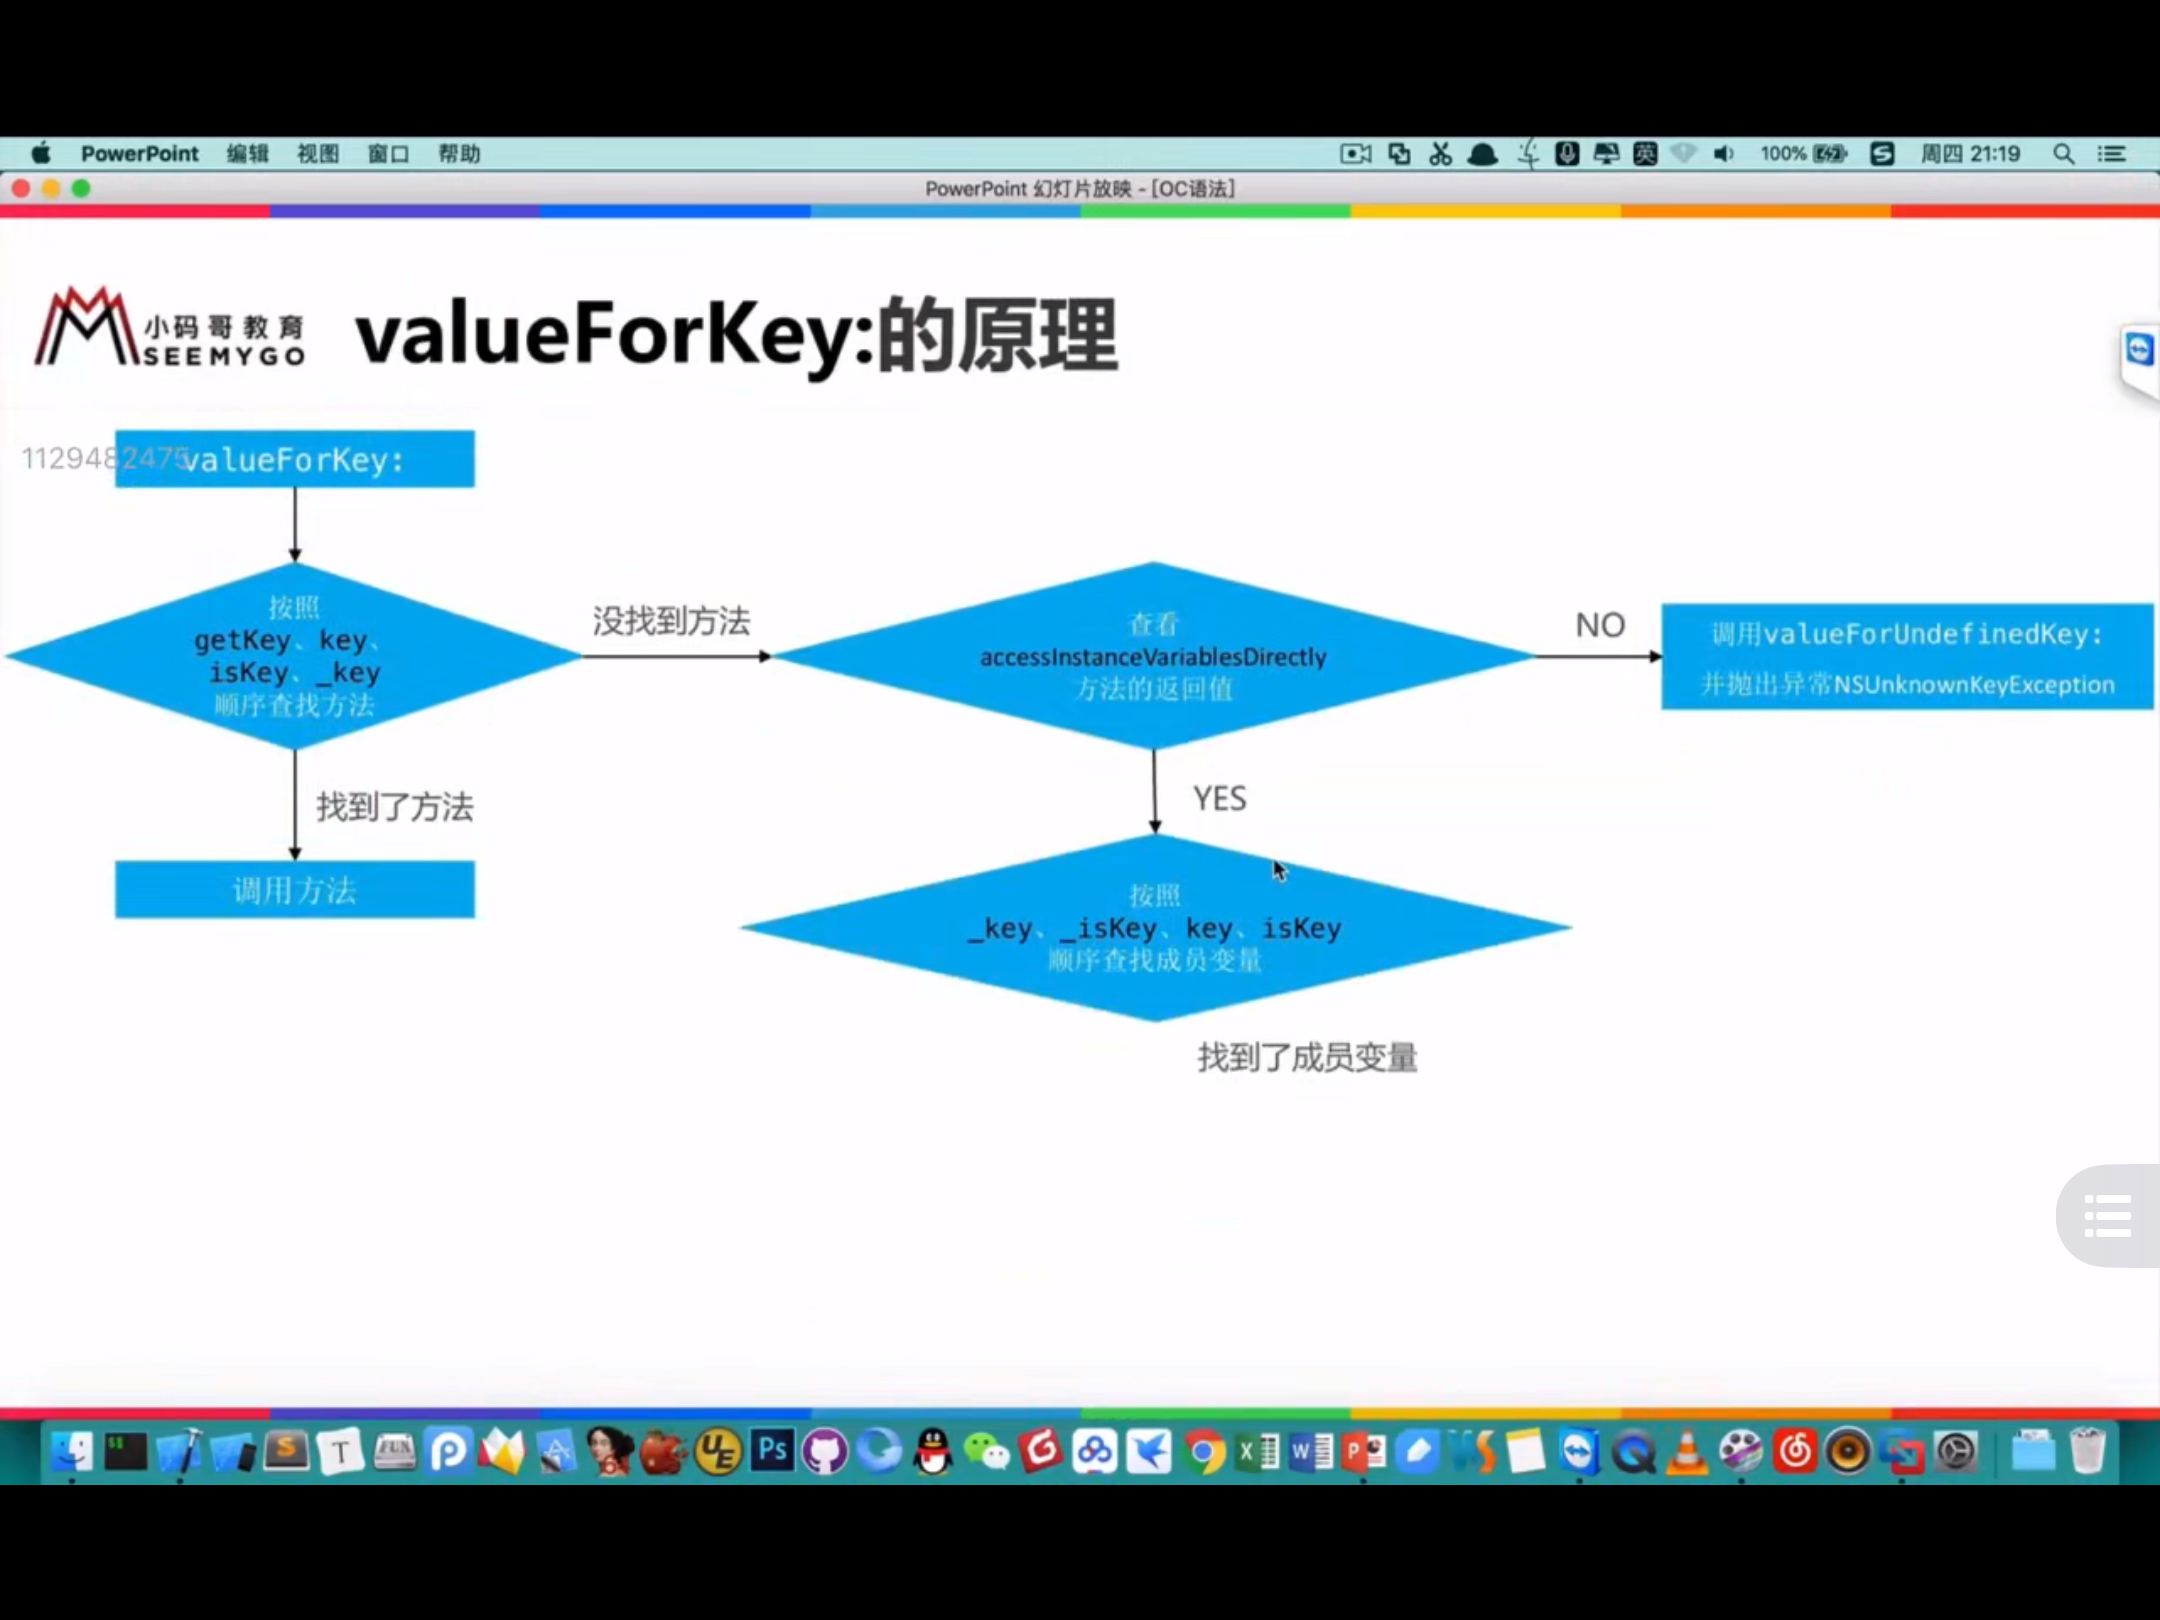 PowerPoint 编辑 视图 窗口 帮助
英 100% 周四 21:19
PowerPoint 幻灯片放映 - [OC语法]
小码哥教育
SEEMYGO
valueForKey:的原理
1129482475
valueForKey:
按照
getKey、key、
isKey、_key
顺序查找方法
没找到方法
查看
accessInstanceVariablesDirectly
方法的返回值
NO
调用valueForUndefinedKey:
并抛出异常NSUnknownKeyException
找到了方法
YES
调用方法
按照
_key、_isKey、key、isKey
顺序查找成员变量
找到了成员变量